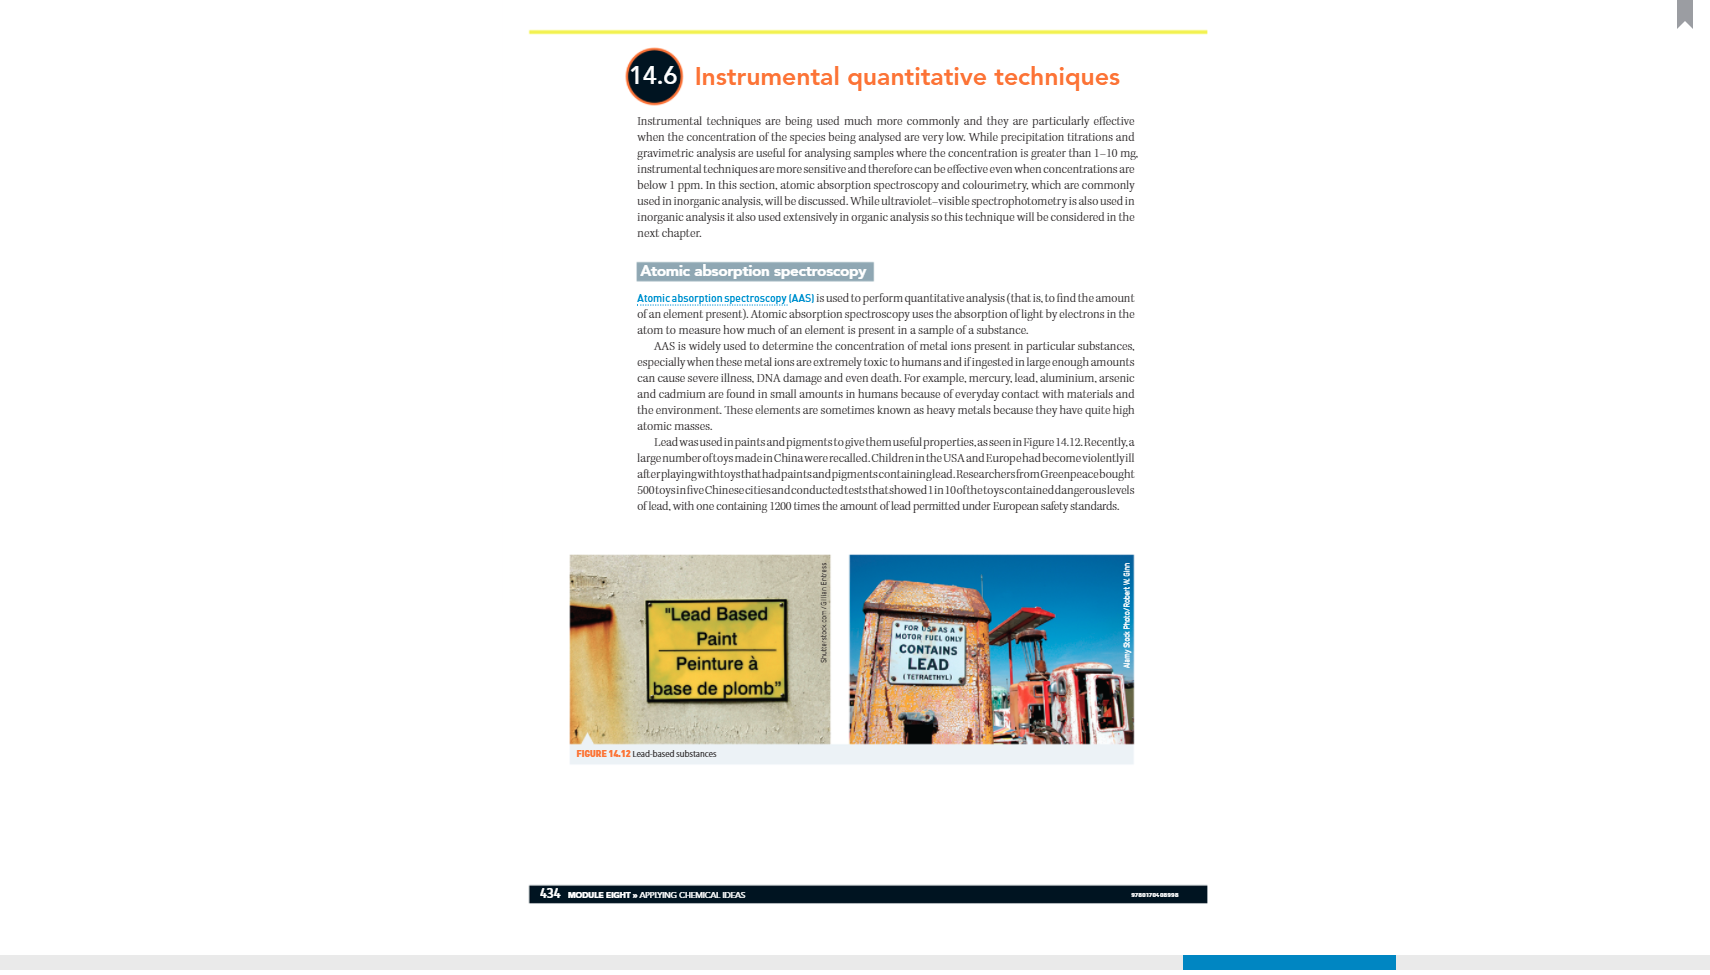 14.6 Instrumental quantitative techniques
Instrumental techniques are being used much more commonly and they are particularly effective
when the concentration of the species being analysed are very low. While precipitation titrations and
gravimetric analysis are useful for analysing samples where the concentration is greater than 1–10 mg,
instrumental techniques are more sensitive and therefore can be effective even when concentrations are
below 1 ppm. In this section, atomic absorption spectroscopy and colourimetry, which are commonly
used in inorganic analysis, will be discussed. While ultraviolet–visible spectrophotometry is also used in
inorganic analysis it also used extensively in organic analysis so this technique will be considered in the
next chapter.
Atomic absorption spectroscopy
Atomic absorption spectroscopy (AAS) is used to perform quantitative analysis (that is, to find the amount
of an element present). Atomic absorption spectroscopy uses the absorption of light by electrons in the
atom to measure how much of an element is present in a sample of a substance.
AAS is widely used to determine the concentration of metal ions present in particular substances,
especially when these metal ions are extremely toxic to humans and if ingested in large enough amounts
can cause severe illness, DNA damage and even death. For example, mercury, lead, aluminium, arsenic
and cadmium are found in small amounts in humans because of everyday contact with materials and
the environment. These elements are sometimes known as heavy metals because they have quite high
atomic masses.
Lead was used in paints and pigments to give them useful properties, as seen in Figure 14.12. Recently, a
large number of toys made in China were recalled. Children in the USA and Europe had become violently ill
after playing with toys that had paints and pigments containing lead. Researchers from Greenpeace bought
500 toys in five Chinese cities and conducted tests that showed 1 in 10 of the toys contained dangerous levels
of lead, with one containing 1200 times the amount of lead permitted under European safety standards.
"Lead Based
Paint
Peinture à
base de plomb"
Shutterstock.com/Gillian Entress
FOR USE AS A
MOTOR FUEL ONLY
CONTAINS
LEAD
(TETRAETHYL)
Alamy Stock Photo/Robert W. Ginn
FIGURE 14.12 Lead-based substances
434 MODULE EIGHT » APPLYING CHEMICAL IDEAS
9780170408998